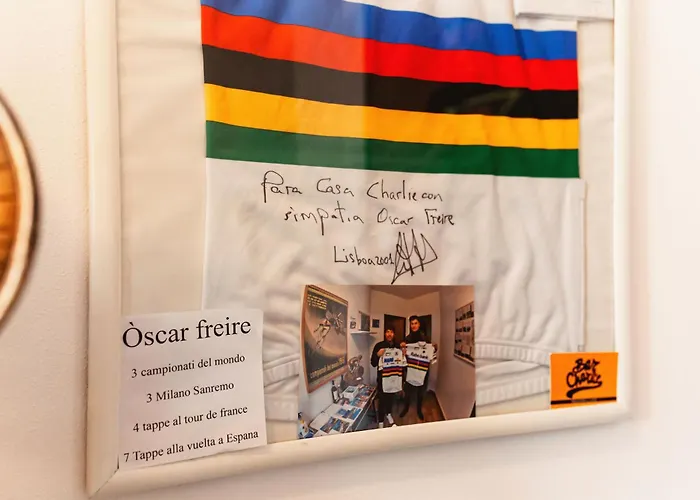 Para Casa Charlie con
simpatia Oscar Freire
Lisboa 2001
Òscar freire
3 campionati del mondo
3 Milano Sanremo
4 tappe al tour de france
7 Tappe alla vuelta a Espana